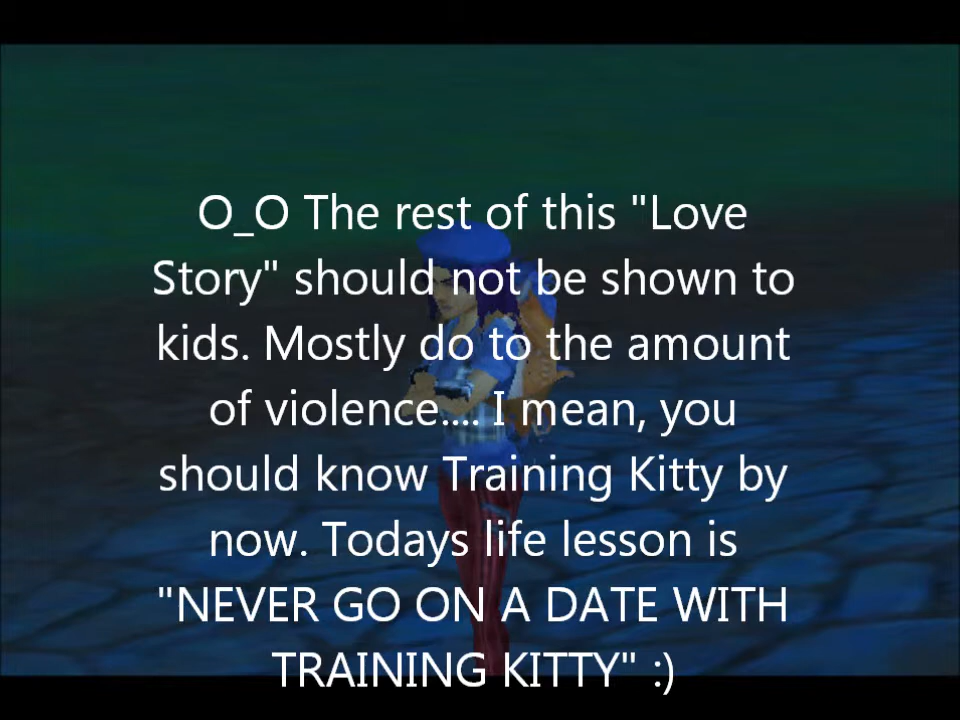 O_O The rest of this "Love
Story" should not be shown to
kids. Mostly do to the amount
of violence.... I mean, you
should know Training Kitty by
now. Todays life lesson is
"NEVER GO ON A DATE WITH
TRAINING KITTY" :)